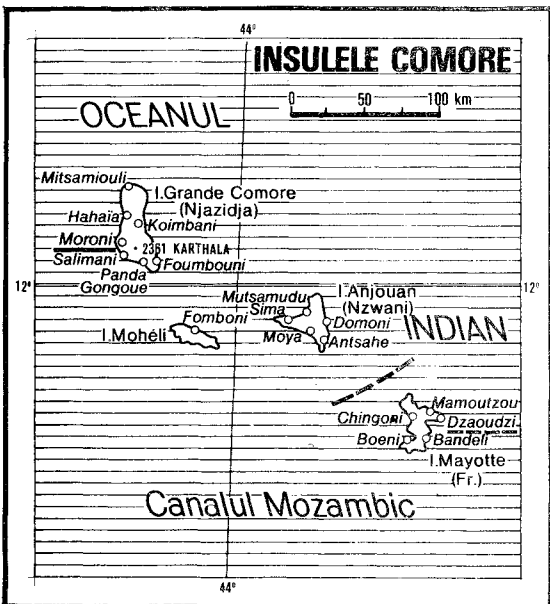 44°
INSULELE COMORE
0 50 100 km
OCEANUL
Mitsamiouli
I.Grande Comore
(Njazidja)
Hahaïa
Koimbani
Moroni
2361 KARTHALA
Salimani
Foumbouni
Panda
Gongoue
12°
12°
Mutsamudu
I.Anjouan
(Nzwani)
Sima
Fomboni
Domoni
INDIAN
I.Mohéli
Moya
Antsahe
Mamoutzou
Chingoni
Dzaoudzi
Boeni
Bandeli
I.Mayotte
(Fr.)
Canalul Mozambic
44°